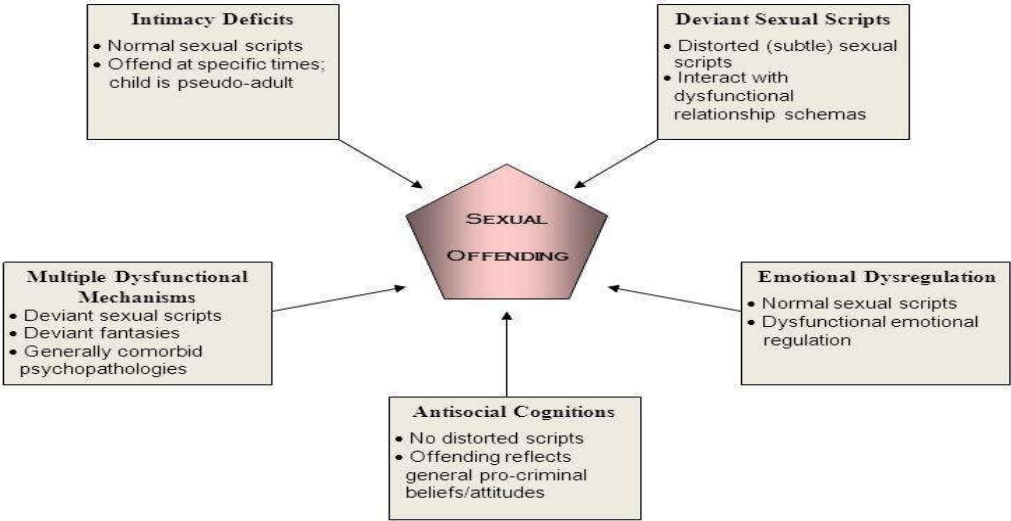 Intimacy Deficits
• Normal sexual scripts
• Offend at specific times;
child is pseudo-adult
Deviant Sexual Scripts
• Distorted (subtle) sexual
scripts
• Interact with
dysfunctional
relationship schemas
SEXUAL
OFFENDING
Multiple Dysfunctional
Mechanisms
• Deviant sexual scripts
• Deviant fantasies
• Generally comorbid
psychopathologies
Emotional Dysregulation
• Normal sexual scripts
• Dysfunctional emotional
regulation
Antisocial Cognitions
• No distorted scripts
• Offending reflects
general pro-criminal
beliefs/attitudes